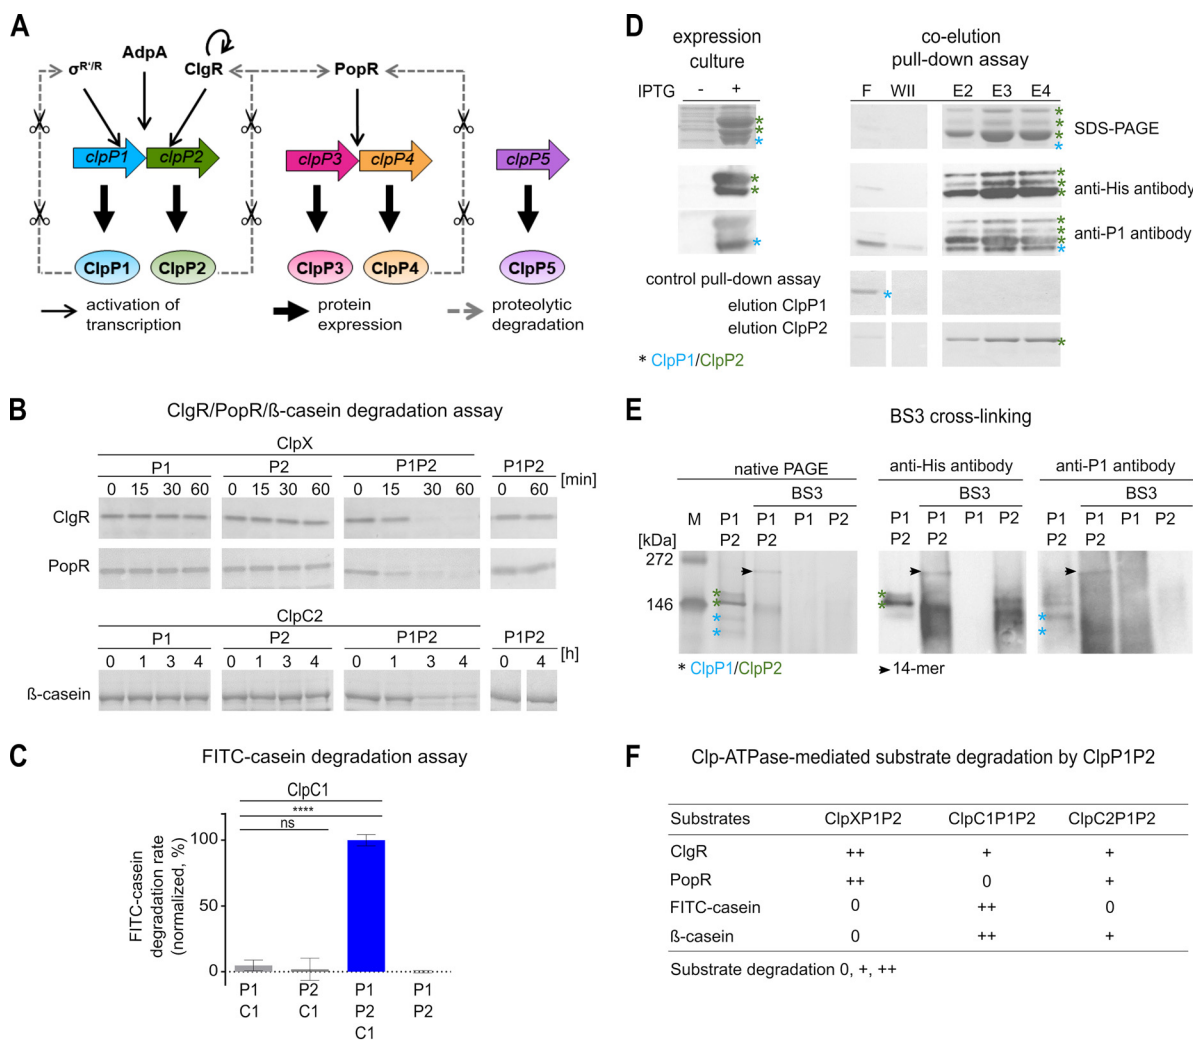 A
AdpA
σR'/R
ClgR
PopR
clpP1
clpP2
clpP3
clpP4
clpP5
ClpP1
ClpP2
ClpP3
ClpP4
ClpP5
activation of
transcription
protein
expression
proteolytic
degradation
B
ClgR/PopR/ß-casein degradation assay
ClpX
P1
P2
P1P2
P1P2
0 15 30 60
0 15 30 60
0 15 30 60
0 60
[min]
ClgR
PopR
ClpC2
P1
P2
P1P2
P1P2
0 1 3 4
0 1 3 4
0 1 3 4
0 4
[h]
ß-casein
C
FITC-casein degradation assay
ClpC1
****
ns
FITC-casein
degradation rate
(normalized, %)
100
50
0
P1 P2 P1 P1
C1 C1 P2 P2
C1
D
expression
culture
co-elution
pull-down assay
IPTG - +
F WII E2 E3 E4
* * *
* * * *
SDS-PAGE
* *
* * *
anti-His antibody
*
* * * *
anti-P1 antibody
control pull-down assay
elution ClpP1
*
elution ClpP2
*
* ClpP1/ClpP2
E
BS3 cross-linking
native PAGE
anti-His antibody
anti-P1 antibody
BS3
BS3
BS3
M P1 P1 P1 P2
P2 P2
P1 P1 P1 P2
P2 P2
P1 P1 P1 P2
P2 P2
[kDa]
272
146
* * * *
* *
* *
* ClpP1/ClpP2
14-mer
F
Clp-ATPase-mediated substrate degradation by ClpP1P2
Substrates ClpXP1P2 ClpC1P1P2 ClpC2P1P2
ClgR ++ + +
PopR ++ 0 +
FITC-casein 0 ++ 0
ß-casein 0 ++ +
Substrate degradation 0, +, ++